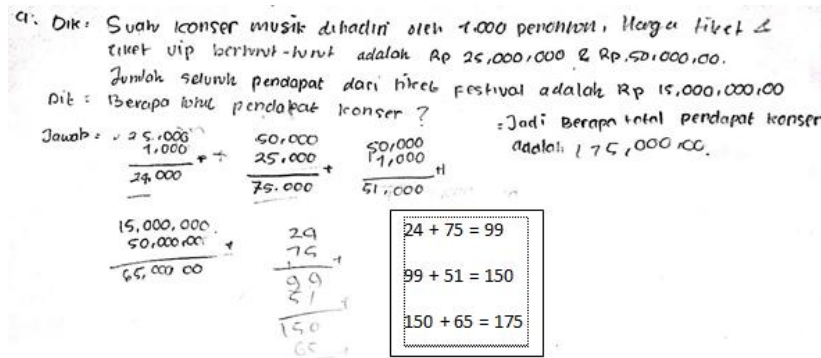 a. Dik: Suatu konser musik dihadiri oleh 1.000 penonton, Harga tiket &
tiket vip berturut-turut adalah Rp 25,000,000 & Rp.50,000,00.
Jumlah seluruh pendapat dari tiket Festival adalah Rp 15,000,000,00
Dit : Berapa total pendapat konser ?
Jawab =
25.000
1,000 +
24.000
50,000
25,000 +
75.000
50,000
1,000 +
51,000
15,000,000.
50,000,00 +
65,000 00
24
75 +
99
51 +
150
65 +
24 + 75 = 99
99 + 51 = 150
150 + 65 = 175
:Jadi Berapa total pendapat konser
adalah 175,000,00.